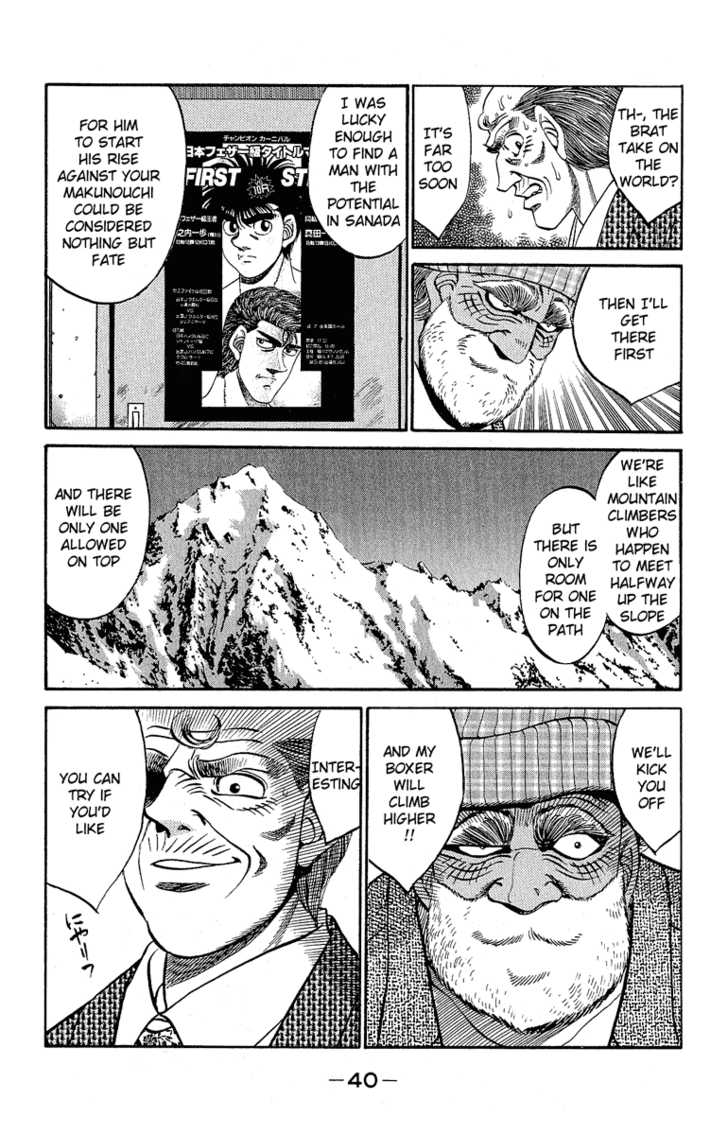 TH-, THE
BRAT
TAKE ON
THE
WORLD?
IT'S
FAR
TOO
SOON
I WAS
LUCKY
ENOUGH
TO FIND A
MAN WITH
THE
POTENTIAL
IN SANADA
FOR HIM
TO START
HIS RISE
AGAINST YOUR
MAKUNOUCHI
COULD BE
CONSIDERED
NOTHING BUT
FATE
チャンピオン カーニバル
日本フェザー級タイトルマ
FIRST ST
THEN I'LL
GET
THERE
FIRST
WE'RE
LIKE
MOUNTAIN
CLIMBERS
WHO
HAPPEN
TO MEET
HALFWAY
UP THE
SLOPE
BUT
THERE IS
ONLY
ROOM
FOR ONE
ON THE
PATH
AND THERE
WILL BE
ONLY ONE
ALLOWED
ON TOP
WE'LL
KICK
YOU
OFF
AND MY
BOXER
WILL
CLIMB
HIGHER
!!
INTER-
ESTING
YOU CAN
TRY IF
YOU'D
LIKE
にやりっ
—40—